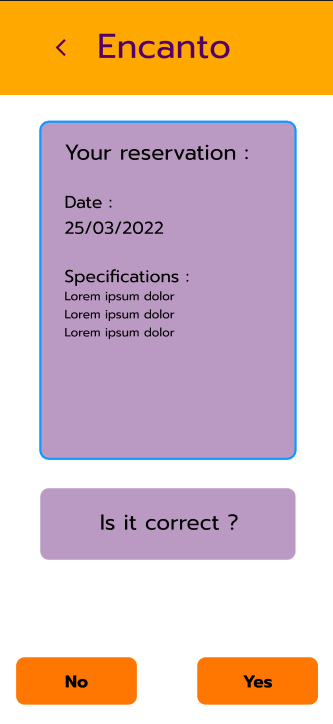 Encanto
Your reservation :
Date :
25/03/2022
Specifications :
Lorem ipsum dolor
Lorem ipsum dolor
Lorem ipsum dolor
Is it correct ?
No
Yes